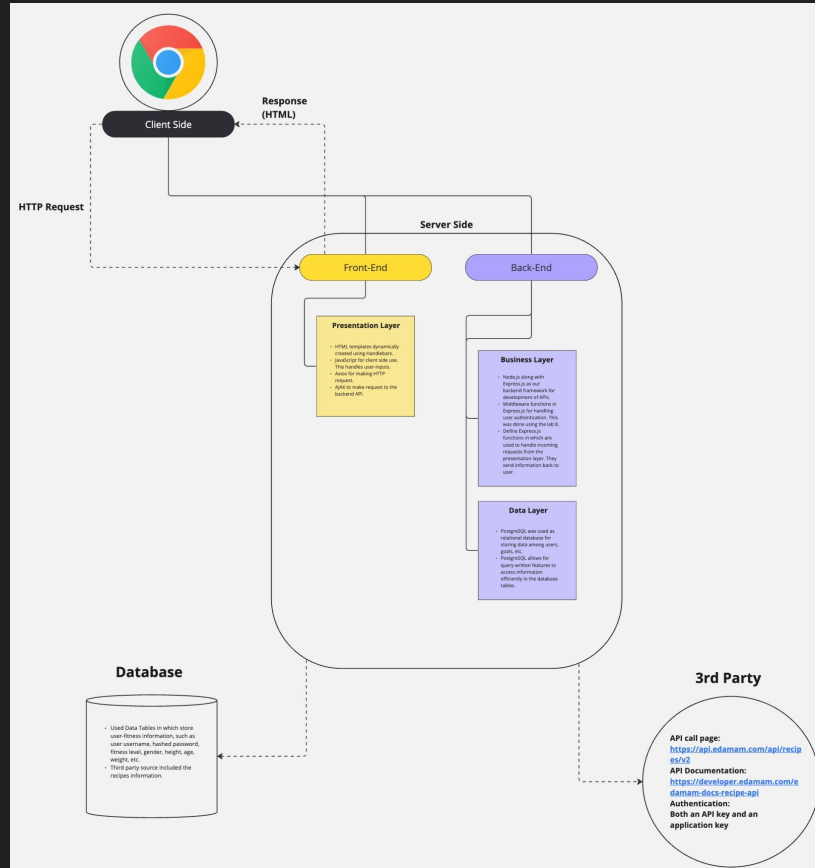 Response
(HTML)
Client Side
HTTP Request
Server Side
Front-End
Back-End
Presentation Layer
• HTML templates dynamically
created using Handlebars.
• JavaScript for client side use.
This handles user-inputs.
• Axios for making HTTP
request.
• AJAX to make request to the
backend API.
Business Layer
• Node.js along with
Express.js as our
backend framework for
development of APIs.
• Middleware functions in
Express.js for handling
user authentication. This
was done using the lab 8.
• Define Express.js
functions in which are
used to handle incoming
requests from the
presentation layer. They
send information back to
user.
Data Layer
• PostgreSQL was used as
relational database for
storing data among users,
goals, etc.
• PostgreSQL allows for
query written features to
access information
efficiently in the database
tables.
Database
• Used Data Tables in which store
user-fitness information, such as
user username, hashed password,
fitness level, gender, height, age,
weight, etc.
• Third party source included the
recipes information.
3rd Party
API call page:
https://api.edamam.com/api/recip
es/v2
API Documentation:
https://developer.edamam.com/e
damam-docs-recipe-api
Authentication:
Both an API key and an
application key